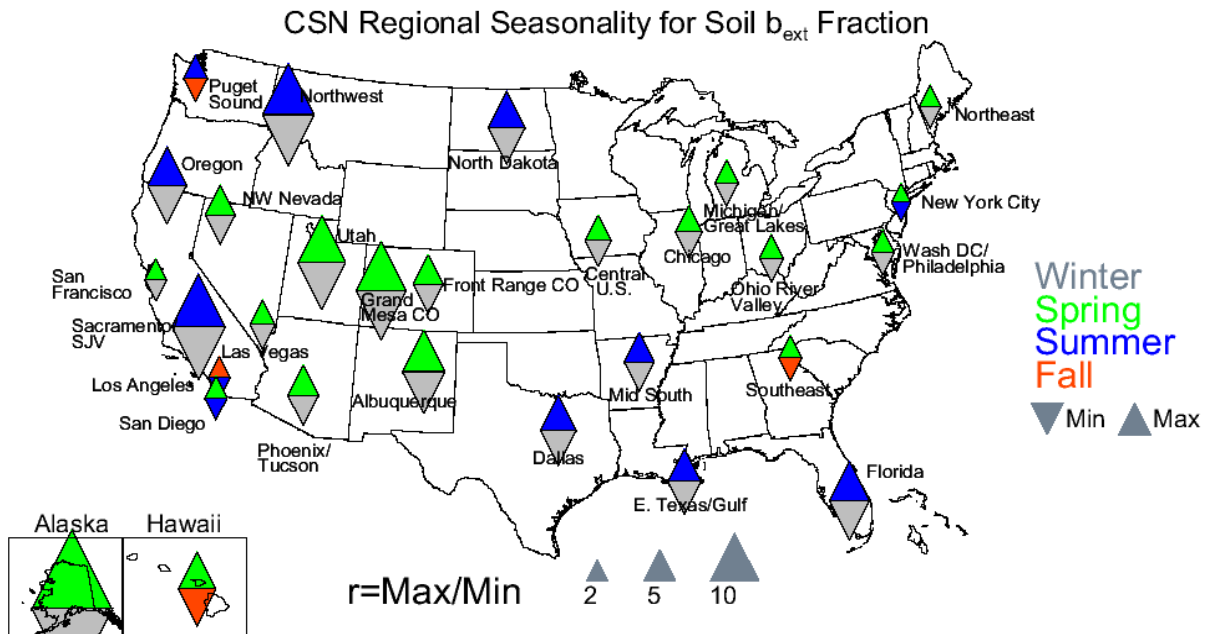 CSN Regional Seasonality for Soil bext Fraction
Puget
Sound
Northwest
North Dakota
Northeast
Oregon
NW Nevada
Michigan/
Great Lakes
New York City
Utah
Chicago
Wash DC/
Philadelphia
San
Francisco
Grand
Mesa CO
Front Range CO
Central
U.S.
Ohio River
Valley
Winter
Spring
Summer
Fall
Min
Max
Sacramento
SJV
Las Vegas
Los Angeles
San Diego
Albuquerque
Mid South
Southeast
Phoenix/
Tucson
Dallas
E. Texas/Gulf
Florida
Alaska
Hawaii
r=Max/Min
2
5
10